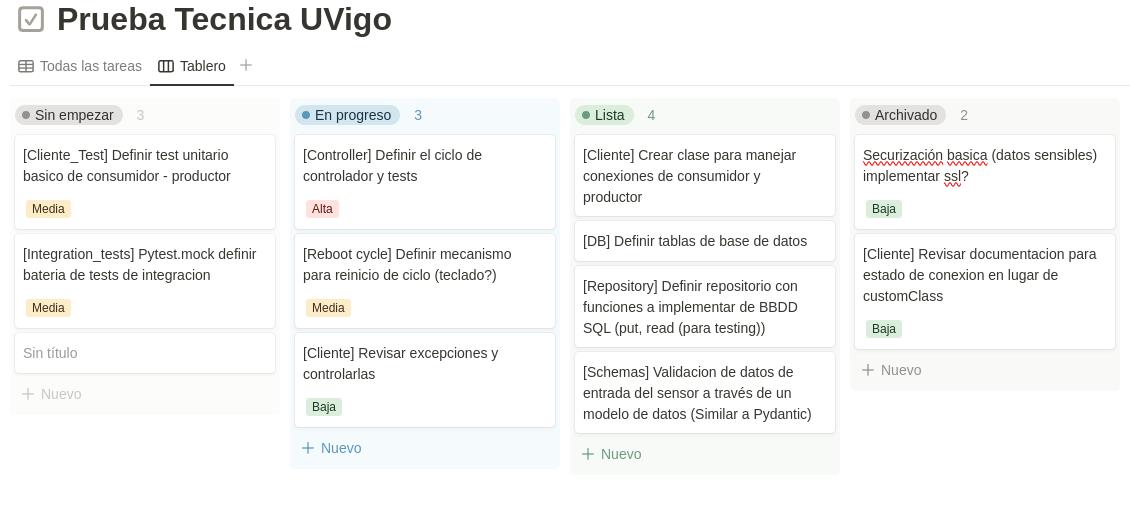 Prueba Tecnica UVigo
Todas las tareas
Tablero
Sin empezar 3
[Cliente_Test] Definir test unitario
basico de consumidor - productor
Media
[Integration_tests] Pytest.mock definir
bateria de tests de integracion
Media
Sin título
Nuevo
En progreso 3
[Controller] Definir el ciclo de
controlador y tests
Alta
[Reboot cycle] Definir mecanismo
para reinicio de ciclo (teclado?)
Media
[Cliente] Revisar excepciones y
controlarlas
Baja
Nuevo
Lista 4
[Cliente] Crear clase para manejar
conexiones de consumidor y
productor
[DB] Definir tablas de base de datos
[Repository] Definir repositorio con
funciones a implementar de BBDD
SQL (put, read (para testing))
[Schemas] Validacion de datos de
entrada del sensor a través de un
modelo de datos (Similar a Pydantic)
Nuevo
Archivado 2
Securización basica (datos sensibles)
implementar ssl?
Baja
[Cliente] Revisar documentacion para
estado de conexion en lugar de
customClass
Baja
Nuevo